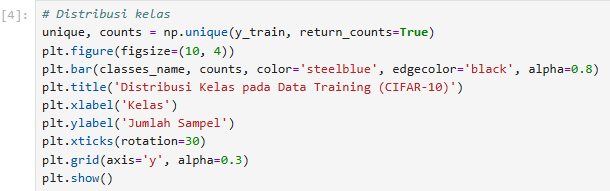 [4]: # Distribusi kelas
unique, counts = np.unique(y_train, return_counts=True)
plt.figure(figsize=(10, 4))
plt.bar(classes_name, counts, color='steelblue', edgecolor='black', alpha=0.8)
plt.title('Distribusi Kelas pada Data Training (CIFAR-10)')
plt.xlabel('Kelas')
plt.ylabel('Jumlah Sampel')
plt.xticks(rotation=30)
plt.grid(axis='y', alpha=0.3)
plt.show()